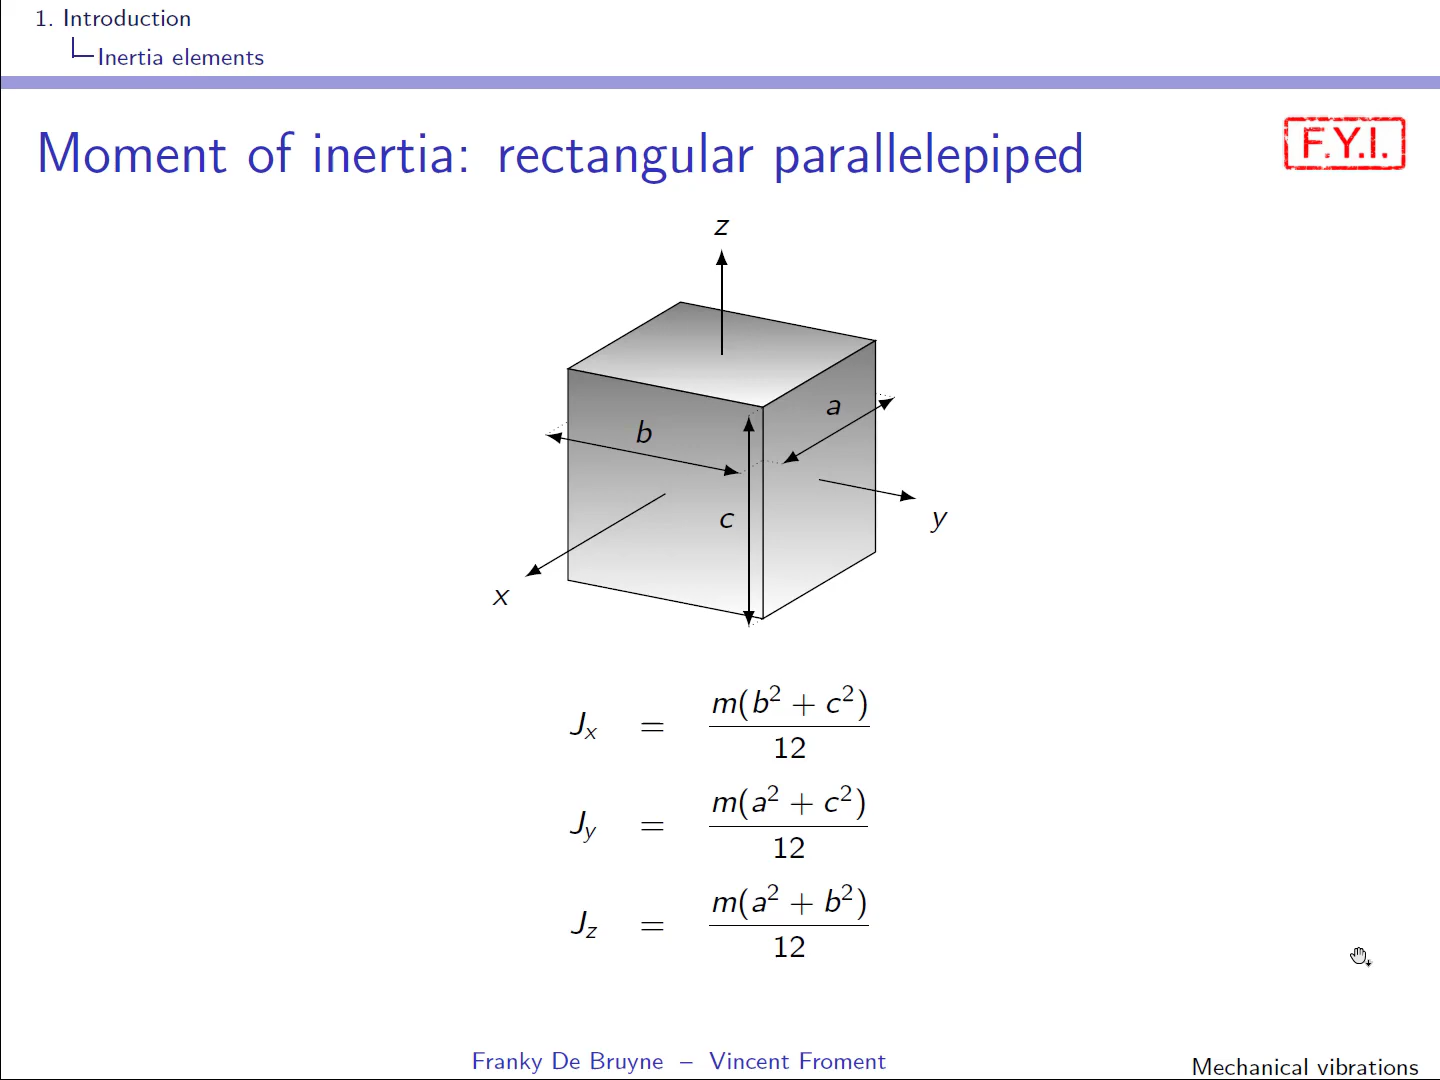 1. Introduction
Inertia elements
Moment of inertia: rectangular parallelepiped
F.Y.I.
z
a
b
c
y
x
J_x = m(b² + c²) / 12
J_y = m(a² + c²) / 12
J_z = m(a² + b²) / 12
Franky De Bruyne – Vincent Froment
Mechanical vibrations